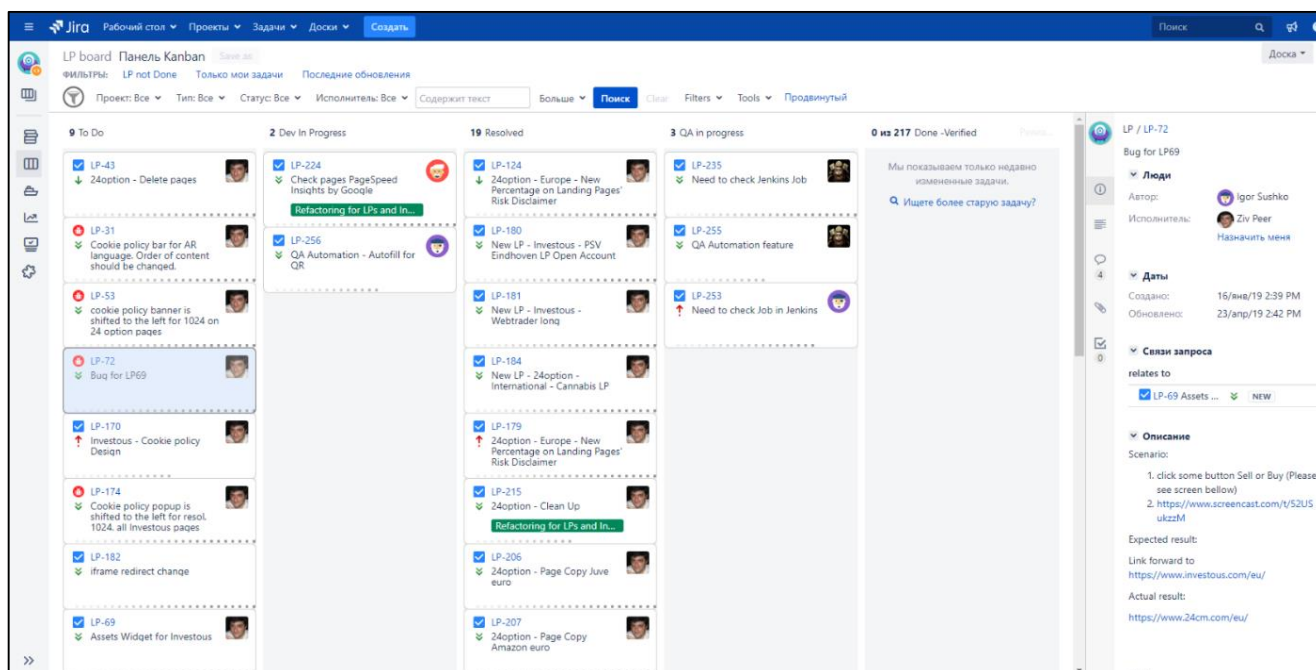 Jira Рабочий стол Проекты Задачи Доски Создать Поиск
LP board Панель Kanban Save as Доска
ФИЛЬТРЫ: LP not Done Только мои задачи Последние обновления
Проект: Все Тип: Все Статус: Все Исполнитель: Все Содержит текст Больше Поиск Clear Filters Tools Продвинутый
9 To Do
LP-43
24option - Delete pages
LP-31
Cookie policy bar for AR
language. Order of content
should be changed.
LP-53
cookie policy banner is
shifted to the left for 1024 on
24 option pages
LP-72
Bug for LP69
LP-170
Investous - Cookie policy
Design
LP-174
Cookie policy popup is
shifted to the left for resol.
1024. all Investous pages
LP-182
iframe redirect change
LP-69
Assets Widget for Investous
2 Dev In Progress
LP-224
Check pages PageSpeed
Insights by Google
Refactoring for LPs and In...
LP-256
QA Automation - Autofill for
QR
19 Resolved
LP-124
24option - Europe - New
Percentage on Landing Pages'
Risk Disclaimer
LP-180
New LP - Investous - PSV
Eindhoven LP Open Account
LP-181
New LP - Investous -
Webtrader long
LP-184
New LP - 24option -
International - Cannabis LP
LP-179
24option - Europe - New
Percentage on Landing Pages'
Risk Disclaimer
LP-215
24option - Clean Up
Refactoring for LPs and In...
LP-206
24option - Page Copy Juve
euro
LP-207
24option - Page Copy
Amazon euro
3 QA in progress
LP-235
Need to check Jenkins Job
LP-255
QA Automation feature
LP-253
Need to check Job in Jenkins
0 из 217 Done -Verified
Мы показываем только недавно
измененные задачи.
Ищете более старую задачу?
LP / LP-72
Bug for LP69
Люди
Автор: Igor Sushko
Исполнитель: Ziv Peer
Назначить меня
4
Даты
Создано: 16/янв/19 2:39 PM
Обновлено: 23/апр/19 2:42 PM
0
Связи запроса
relates to
LP-69 Assets ... NEW
Описание
Scenario:
1. click some button Sell or Buy (Please
see screen bellow)
2. https://www.screencast.com/t/52US
ukzzM
Expected result:
Link forward to
https://www.investous.com/eu/
Actual result:
https://www.24cm.com/eu/